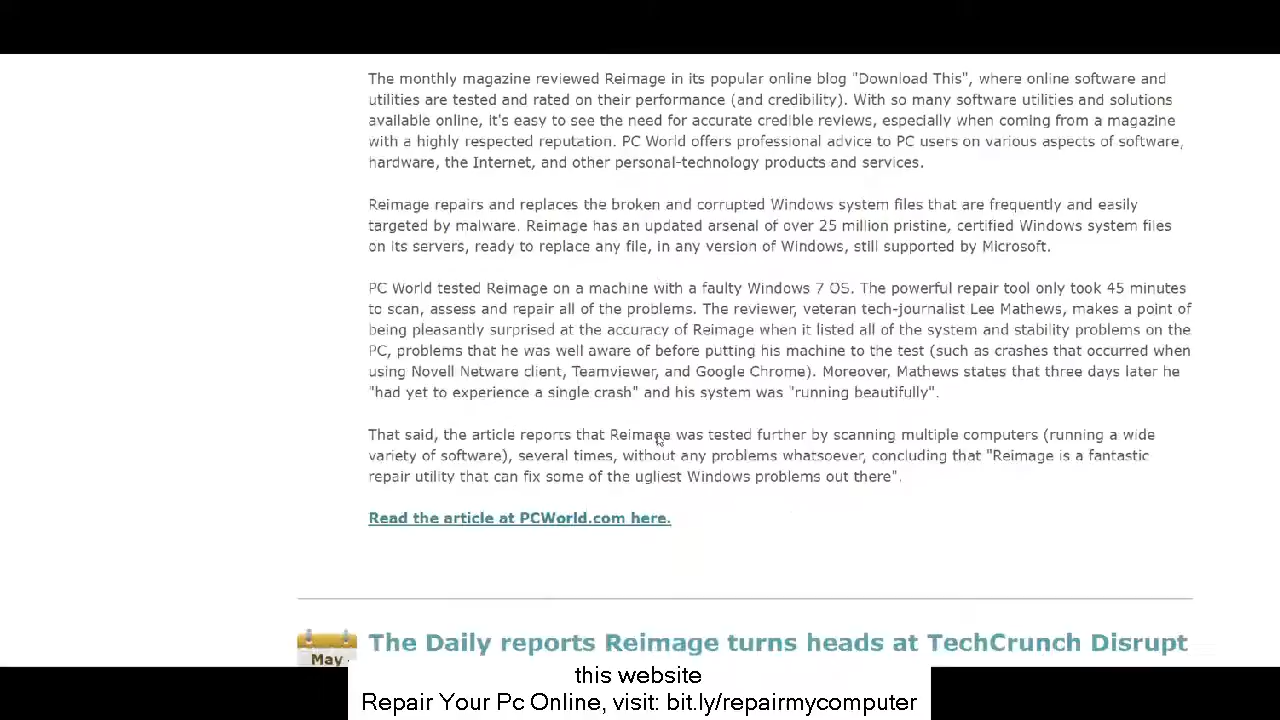 The monthly magazine reviewed Reimage in its popular online blog "Download This", where online software and
utilities are tested and rated on their performance (and credibility). With so many software utilities and solutions
available online, it's easy to see the need for accurate credible reviews, especially when coming from a magazine
with a highly respected reputation. PC World offers professional advice to PC users on various aspects of software,
hardware, the Internet, and other personal-technology products and services.
Reimage repairs and replaces the broken and corrupted Windows system files that are frequently and easily
targeted by malware. Reimage has an updated arsenal of over 25 million pristine, certified Windows system files
on its servers, ready to replace any file, in any version of Windows, still supported by Microsoft.
PC World tested Reimage on a machine with a faulty Windows 7 OS. The powerful repair tool only took 45 minutes
to scan, assess and repair all of the problems. The reviewer, veteran tech-journalist Lee Mathews, makes a point of
being pleasantly surprised at the accuracy of Reimage when it listed all of the system and stability problems on the
PC, problems that he was well aware of before putting his machine to the test (such as crashes that occurred when
using Novell Netware client, Teamviewer, and Google Chrome). Moreover, Mathews states that three days later he
"had yet to experience a single crash" and his system was "running beautifully".
That said, the article reports that Reimage was tested further by scanning multiple computers (running a wide
variety of software), several times, without any problems whatsoever, concluding that "Reimage is a fantastic
repair utility that can fix some of the ugliest Windows problems out there".
Read the article at PCWorld.com here.
The Daily reports Reimage turns heads at TechCrunch Disrupt
May
this website
Repair Your Pc Online, visit: bit.ly/repairmycomputer